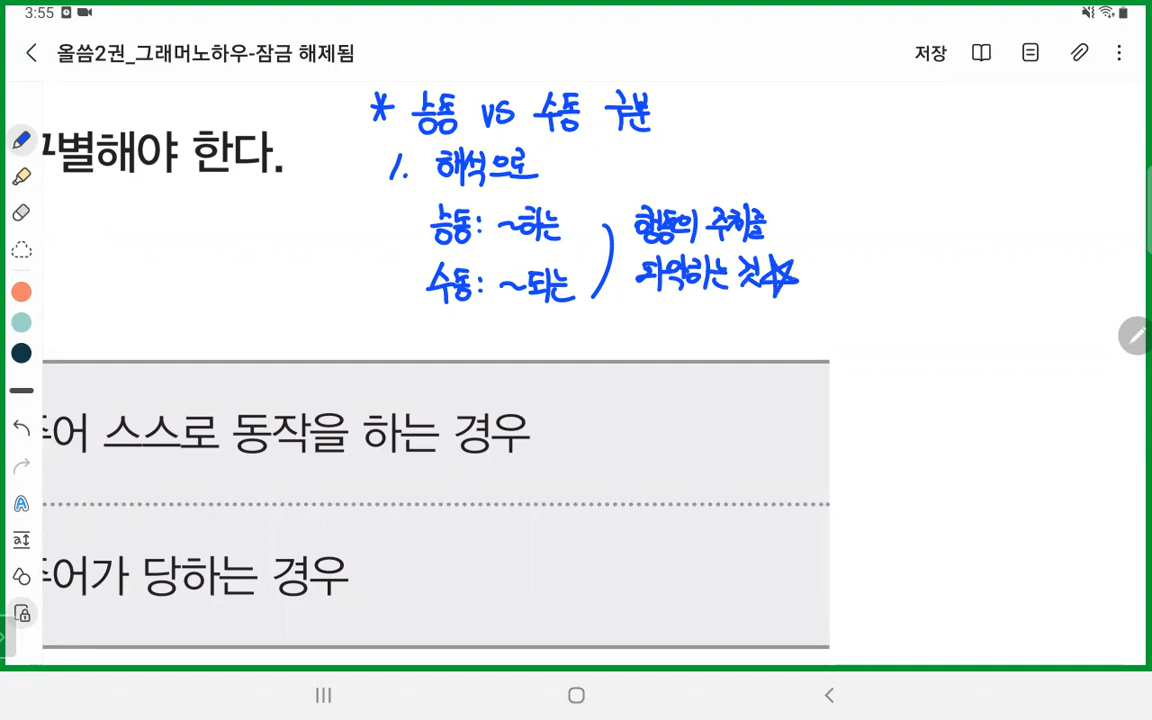 3:55
올씀2권_그래머노하우-잠금 해제됨
저장
* 능동 vs 수동 구분
별해야 한다.
1. 해석으로
능동: ~하는
행동의 주체를
수동: ~되는
파악하는 것☆
어 스스로 동작을 하는 경우
어가 당하는 경우